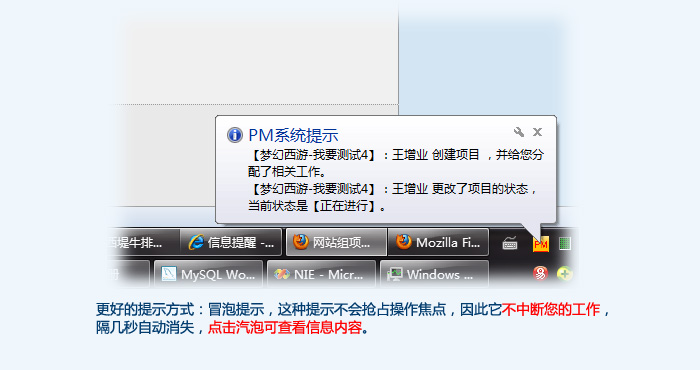 PM系统提示
【梦幻西游-我要测试4】：王增业 创建项目 ，并给您分
配了相关工作。
【梦幻西游-我要测试4】：王增业 更改了项目的状态，
当前状态是【正在进行】。
西堤牛排...
信息提醒 -...
网站组项...
Mozilla Fi...
PM
MySQL Wo...
NIE - Micr...
Windows ...
更好的提示方式：冒泡提示，这种提示不会抢占操作焦点，因此它不中断您的工作，
隔几秒自动消失，点击汽泡可查看信息内容。